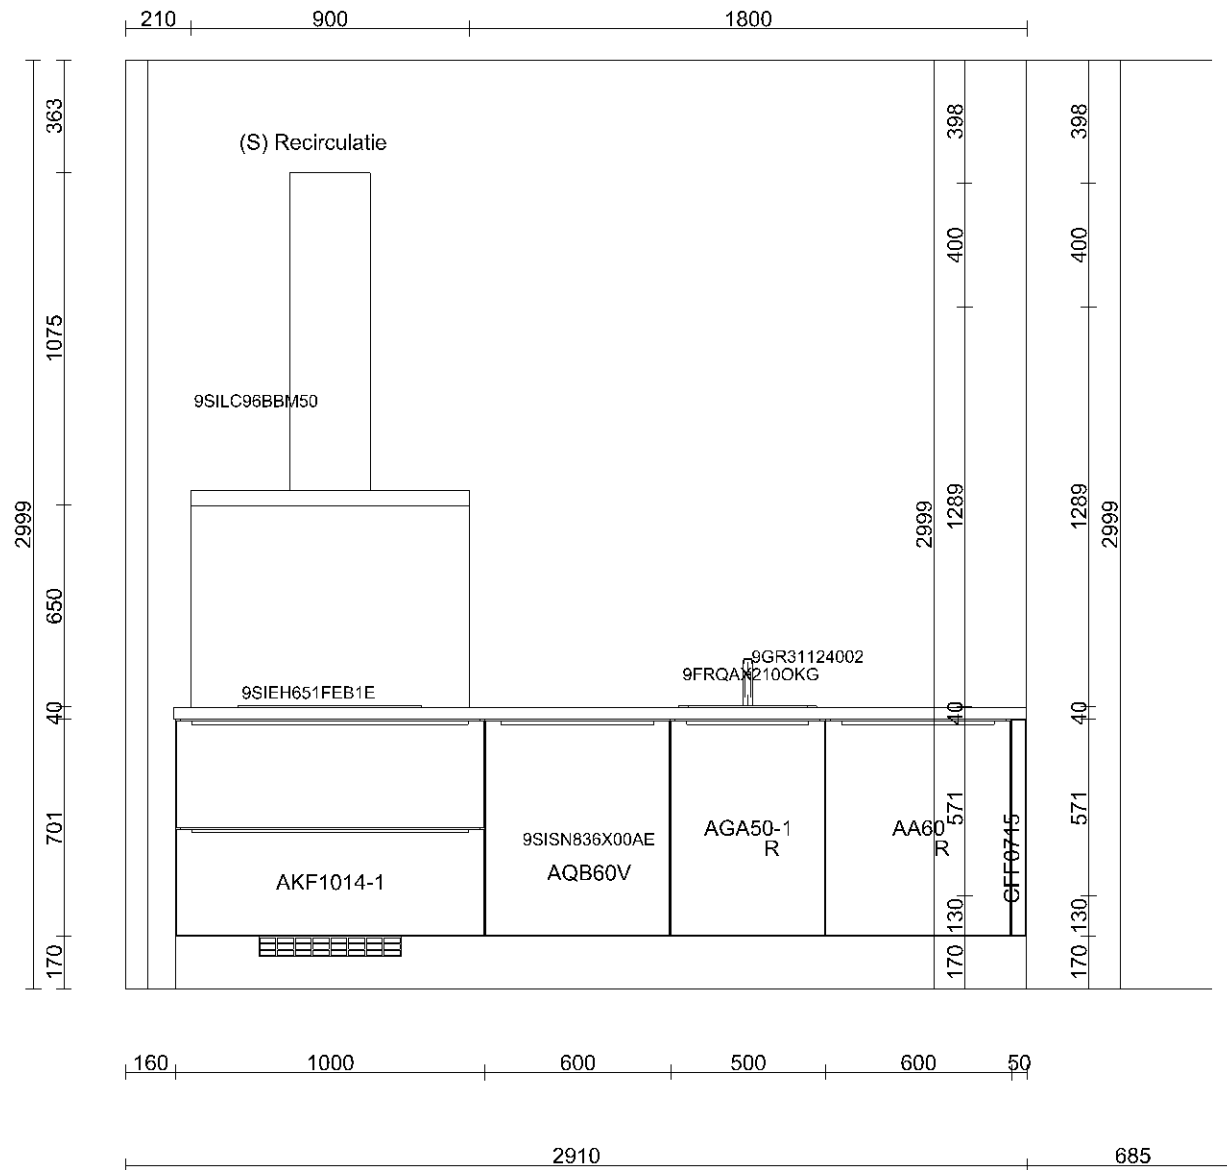 210 900 1800
363
398
398
(S) Recirculatie
400
400
1075
9SILC96BBM50
2999
2999
1289
1289
2999
650
9GR31124002
9FRQAX210OKG
9SIEH651FEB1E
40
40
40
701
571
571
AGA50-1
R
AA60
R
9SISN836X00AE
AQB60V
AKF1014-1
CFF0715
130
130
170
170
170
160 1000 600 500 600 50
2910 685